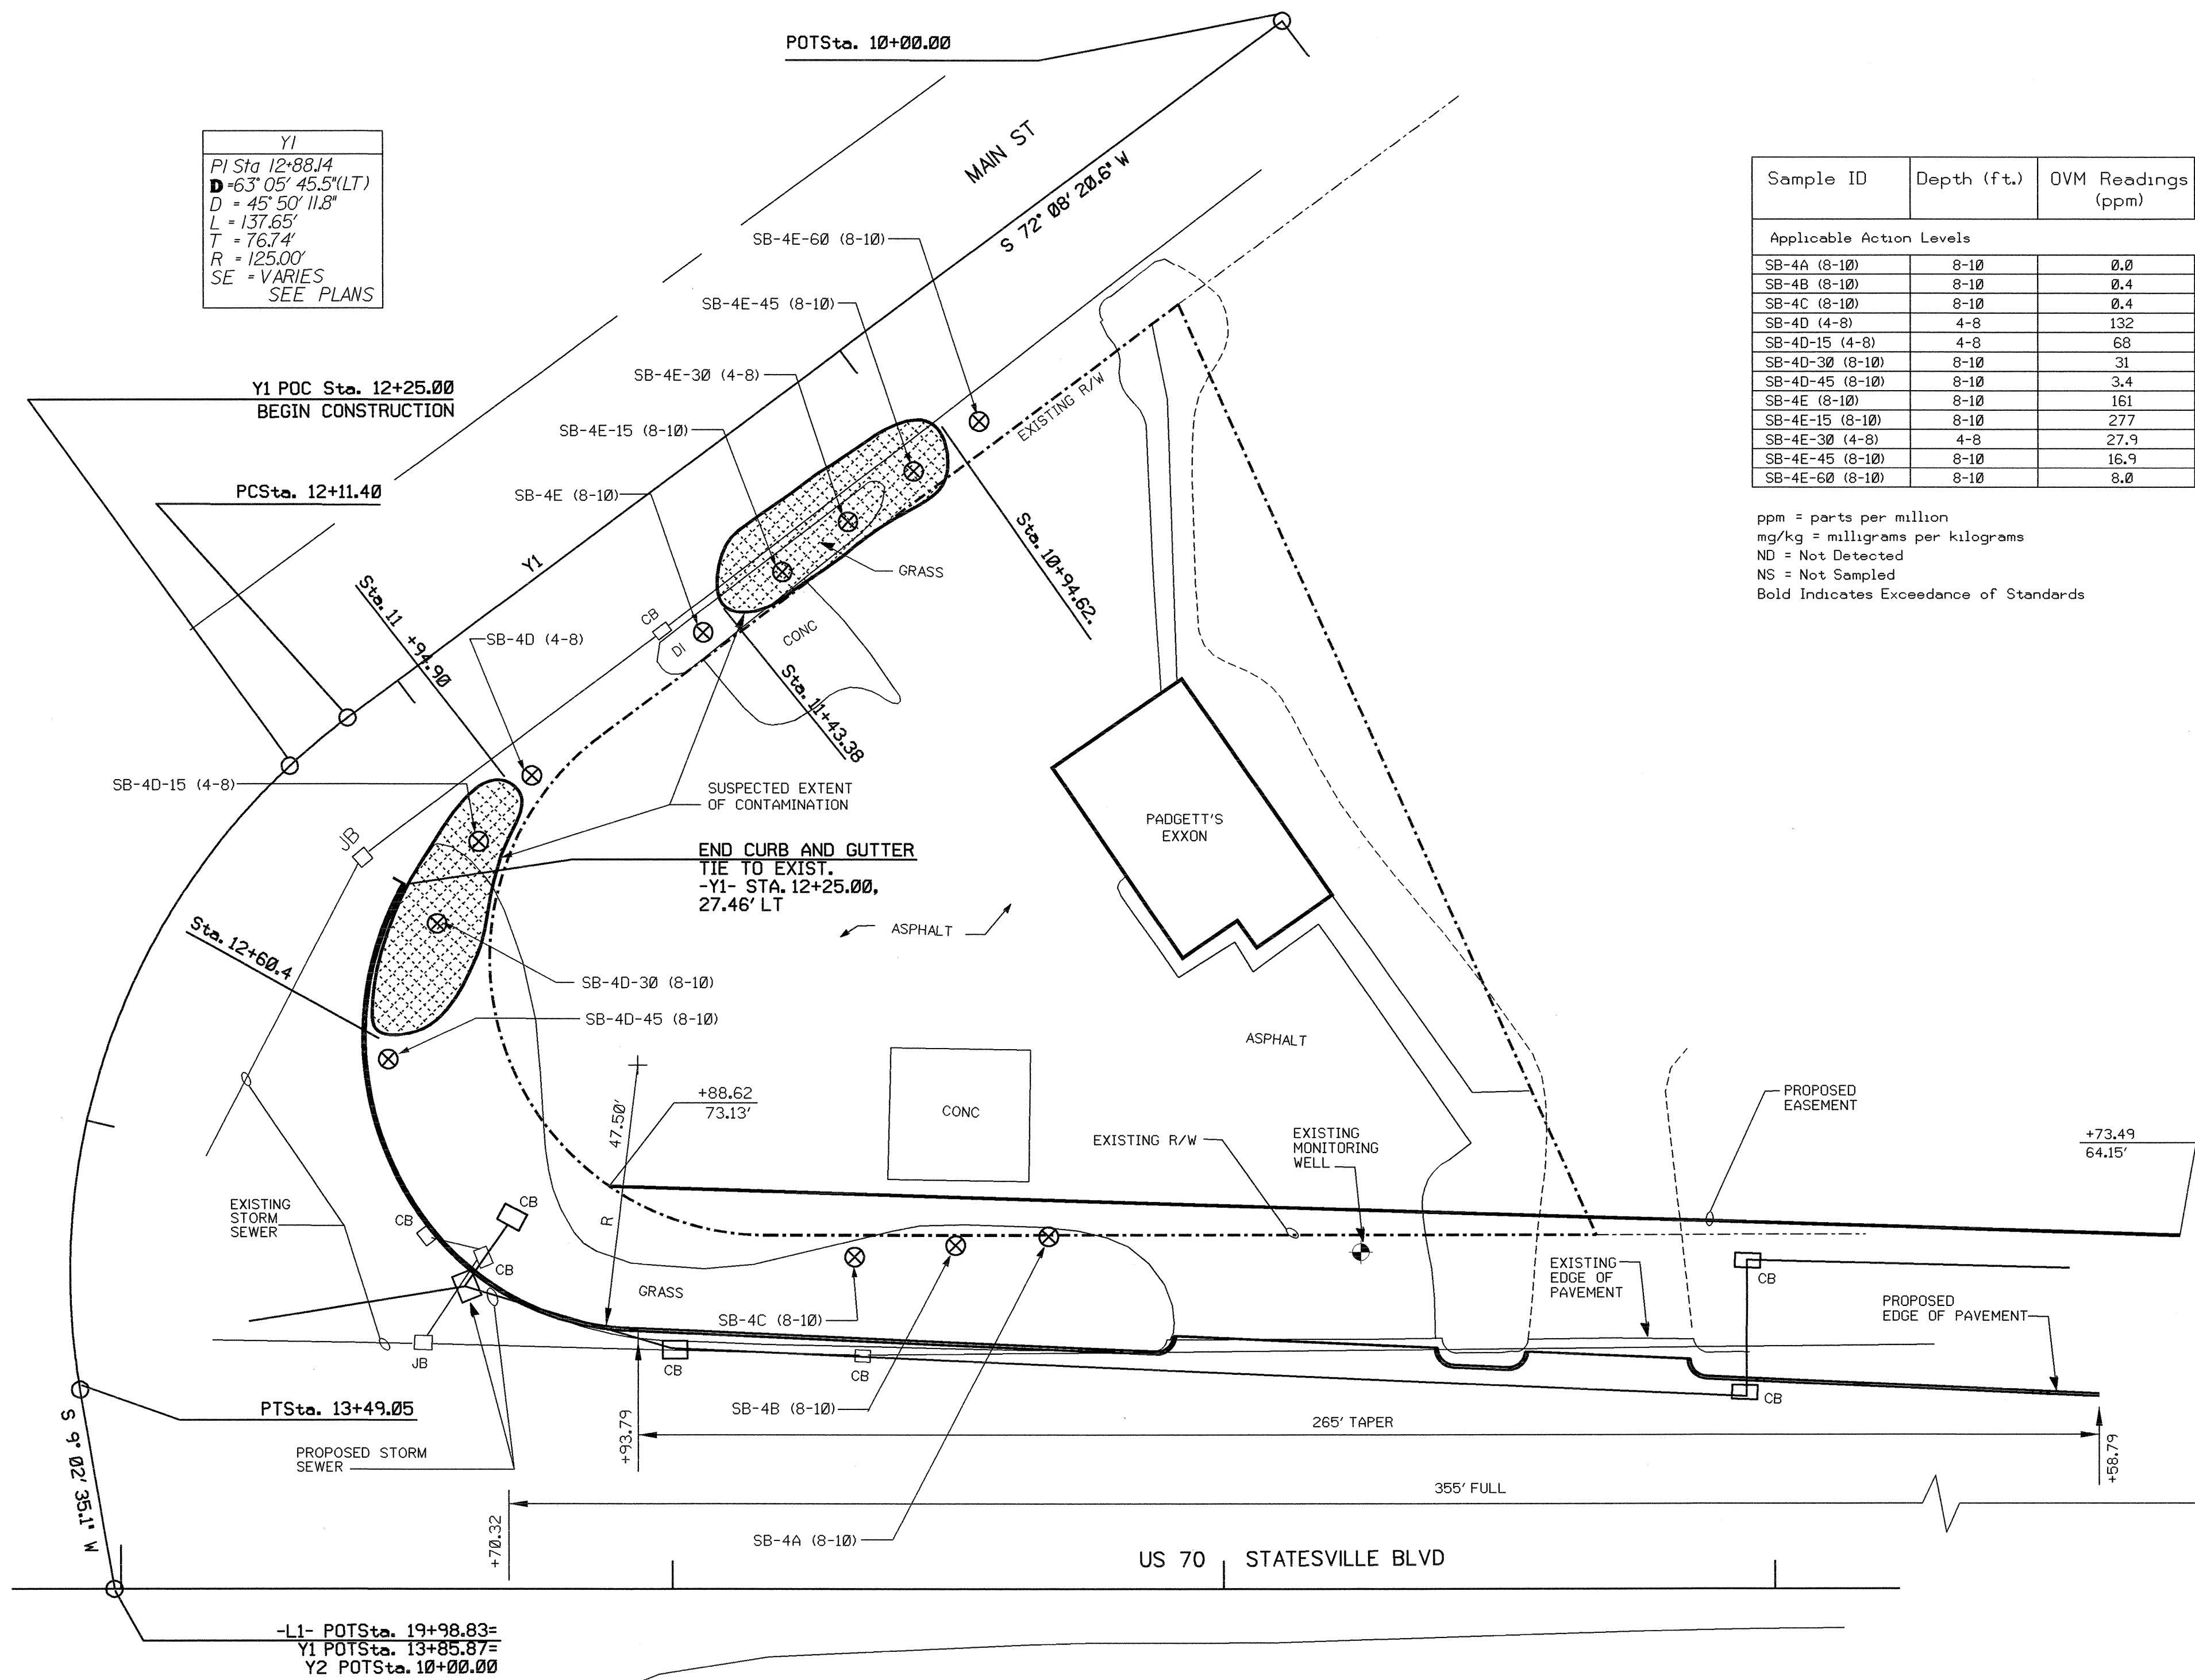 POTSta. 10+00.00
Y1
PI Sta 12+88.14
D =63° 05' 45.5"(LT)
D = 45° 50' 11.8"
L = 137.65'
T = 76.74'
R = 125.00'
SE = VARIES
SEE PLANS
MAIN ST
S 72° 08' 20.6" W
Sample ID Depth (ft.) OVM Readings (ppm)
Applicable Action Levels
SB-4A (8-10) 8-10 0.0
SB-4B (8-10) 8-10 0.4
SB-4C (8-10) 8-10 0.4
SB-4D (4-8) 4-8 132
SB-4D-15 (4-8) 4-8 68
SB-4D-30 (8-10) 8-10 31
SB-4D-45 (8-10) 8-10 3.4
SB-4E (8-10) 8-10 161
SB-4E-15 (8-10) 8-10 277
SB-4E-30 (4-8) 4-8 27.9
SB-4E-45 (8-10) 8-10 16.9
SB-4E-60 (8-10) 8-10 8.0
ppm = parts per million
mg/kg = milligrams per kilograms
ND = Not Detected
NS = Not Sampled
Bold Indicates Exceedance of Standards
SB-4E-60 (8-10)
SB-4E-45 (8-10)
SB-4E-30 (4-8)
EXISTING R/W
Y1 POC Sta. 12+25.00
BEGIN CONSTRUCTION
SB-4E-15 (8-10)
PCSta. 12+11.40
SB-4E (8-10)
Y1
Sta. 10+94.62.
GRASS
Sta. 11 +94.90
CB
DI
CONC
SB-4D (4-8)
Sta. 11+43.38
SB-4D-15 (4-8)
SUSPECTED EXTENT
OF CONTAMINATION
PADGETT'S
EXXON
JB
END CURB AND GUTTER
TIE TO EXIST.
-Y1- STA. 12+25.00,
27.46' LT
ASPHALT
Sta. 12+60.4
SB-4D-30 (8-10)
SB-4D-45 (8-10)
ASPHALT
+88.62
73.13'
47.50'
R
CONC
PROPOSED
EASEMENT
EXISTING R/W
EXISTING
MONITORING
WELL
+73.49
64.15'
EXISTING
STORM
SEWER
CB
CB
CB
GRASS
EXISTING
EDGE OF
PAVEMENT
CB
PROPOSED
EDGE OF PAVEMENT
SB-4C (8-10)
JB
CB
CB
CB
PTSta. 13+49.05
SB-4B (8-10)
265' TAPER
+93.79
+58.79
S 9° 02' 35.1" W
PROPOSED STORM
SEWER
355' FULL
+70.32
SB-4A (8-10)
US 70 STATESVILLE BLVD
-L1- POTSta. 19+98.83=
Y1 POTSta. 13+85.87=
Y2 POTSta. 10+00.00